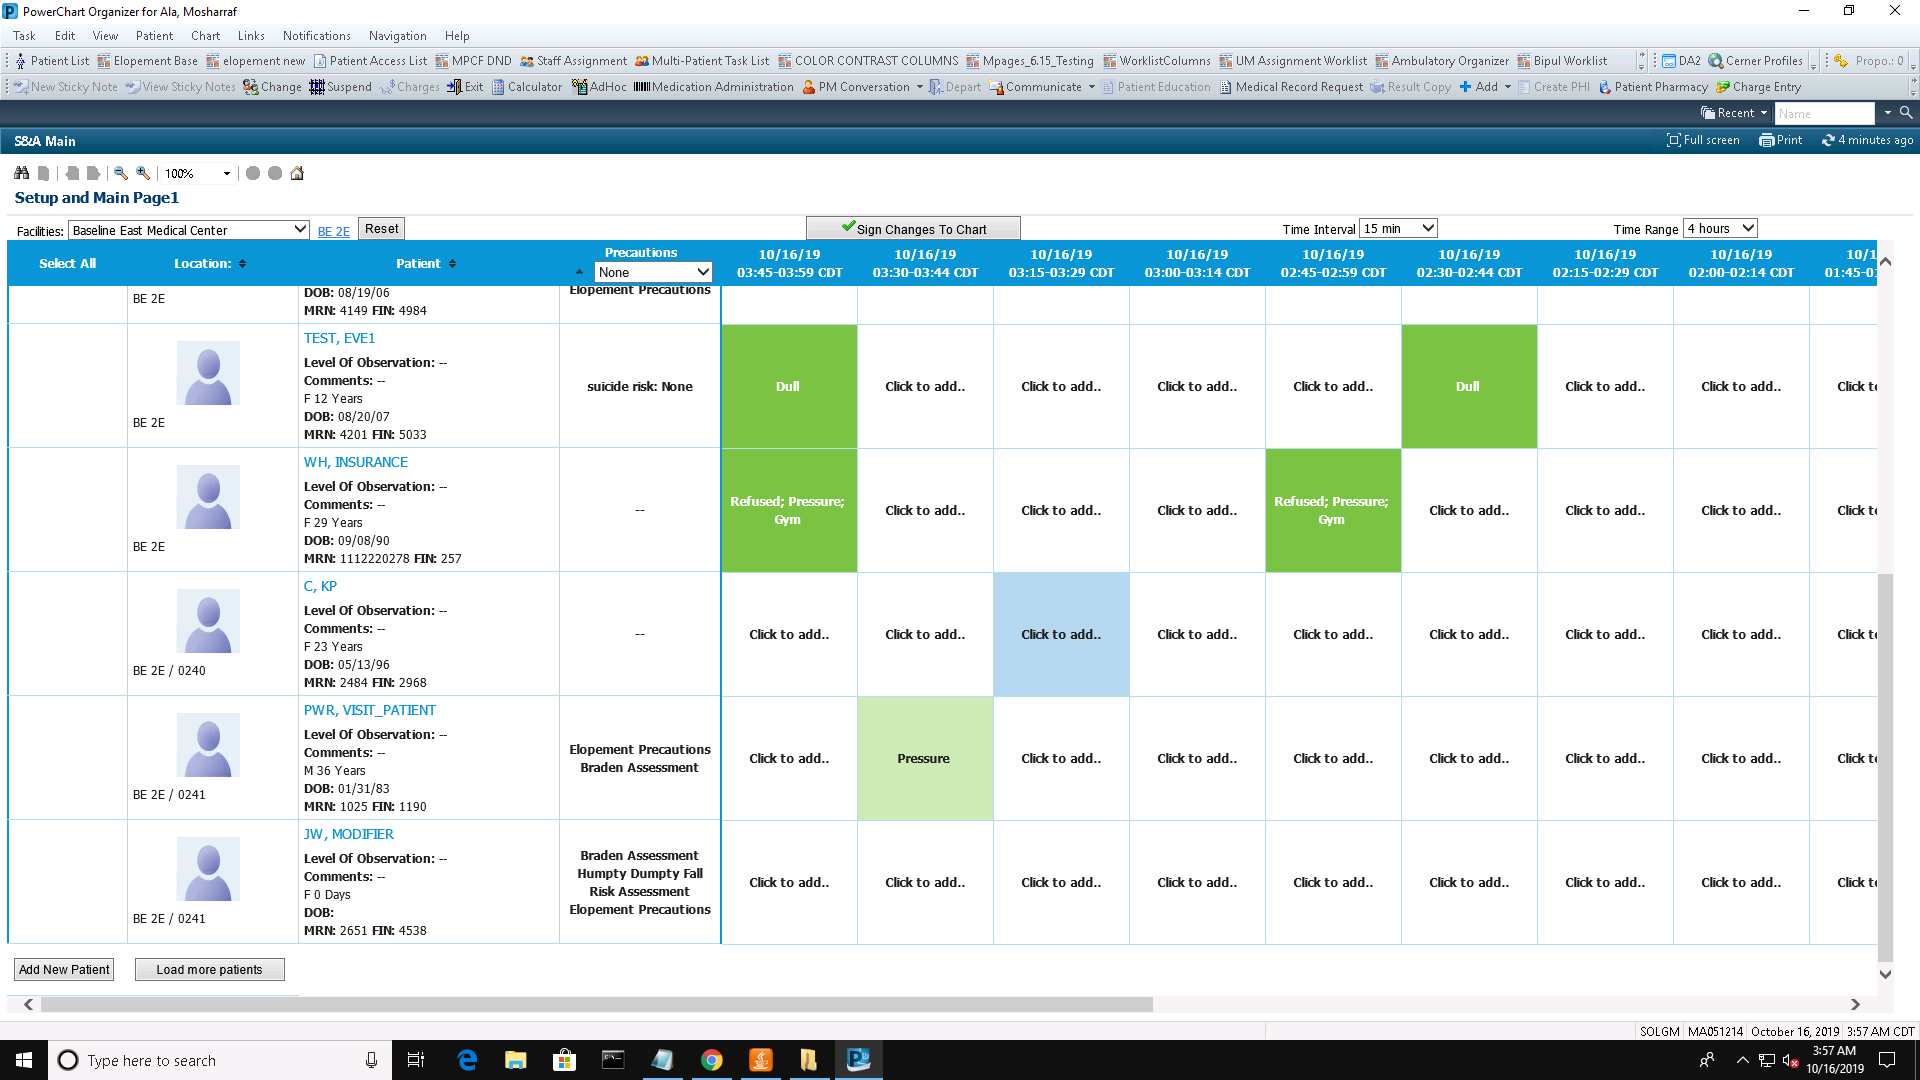 PowerChart Organizer for Ala, Mosharraf
Task Edit View Patient Chart Links Notifications Navigation Help
Patient List Elopement Base elopement new Patient Access List MPCF DND Staff Assignment Multi-Patient Task List COLOR CONTRAST COLUMNS Mpages_6.15_Testing WorklistColumns UM Assignment Worklist Ambulatory Organizer Bipul Worklist DA2 Cerner Profiles Propo.: 0
New Sticky Note View Sticky Notes Change Suspend Charges Exit Calculator AdHoc Medication Administration PM Conversation Depart Communicate Patient Education Medical Record Request Result Copy Add Create PHI Patient Pharmacy Charge Entry
Recent Name
S&A Main Full screen Print 4 minutes ago
100%
Setup and Main Page1
Facilities: Baseline East Medical Center BE 2E Reset Sign Changes To Chart Time Interval 15 min Time Range 4 hours
Select All Location: Patient Precautions None
10/16/19 10/16/19 10/16/19 10/16/19 10/16/19 10/16/19 10/16/19 10/16/19 10/1
03:45-03:59 CDT 03:30-03:44 CDT 03:15-03:29 CDT 03:00-03:14 CDT 02:45-02:59 CDT 02:30-02:44 CDT 02:15-02:29 CDT 02:00-02:14 CDT 01:45-0
BE 2E
DOB: 08/19/06
MRN: 4149 FIN: 4984
Elopement Precautions
BE 2E
TEST, EVE1
Level Of Observation: --
Comments: --
F 12 Years
DOB: 08/20/07
MRN: 4201 FIN: 5033
suicide risk: None
Dull Click to add.. Click to add.. Click to add.. Click to add.. Dull Click to add.. Click to add.. Click t
BE 2E
WH, INSURANCE
Level Of Observation: --
Comments: --
F 29 Years
DOB: 09/08/90
MRN: 1112220278 FIN: 257
--
Refused; Pressure; Gym Click to add.. Click to add.. Click to add.. Refused; Pressure; Gym Click to add.. Click to add.. Click to add.. Click t
BE 2E / 0240
C, KP
Level Of Observation: --
Comments: --
F 23 Years
DOB: 05/13/96
MRN: 2484 FIN: 2968
--
Click to add.. Click to add.. Click to add.. Click to add.. Click to add.. Click to add.. Click to add.. Click to add.. Click t
BE 2E / 0241
PWR, VISIT_PATIENT
Level Of Observation: --
Comments: --
M 36 Years
DOB: 01/31/83
MRN: 1025 FIN: 1190
Elopement Precautions
Braden Assessment
Click to add.. Pressure Click to add.. Click to add.. Click to add.. Click to add.. Click to add.. Click to add.. Click t
BE 2E / 0241
JW, MODIFIER
Level Of Observation: --
Comments: --
F 0 Days
DOB:
MRN: 2651 FIN: 4538
Braden Assessment
Humpty Dumpty Fall
Risk Assessment
Elopement Precautions
Click to add.. Click to add.. Click to add.. Click to add.. Click to add.. Click to add.. Click to add.. Click to add.. Click t
Add New Patient Load more patients
SOLGM MA051214 October 16, 2019 3:57 AM CDT
Type here to search
3:57 AM
10/16/2019